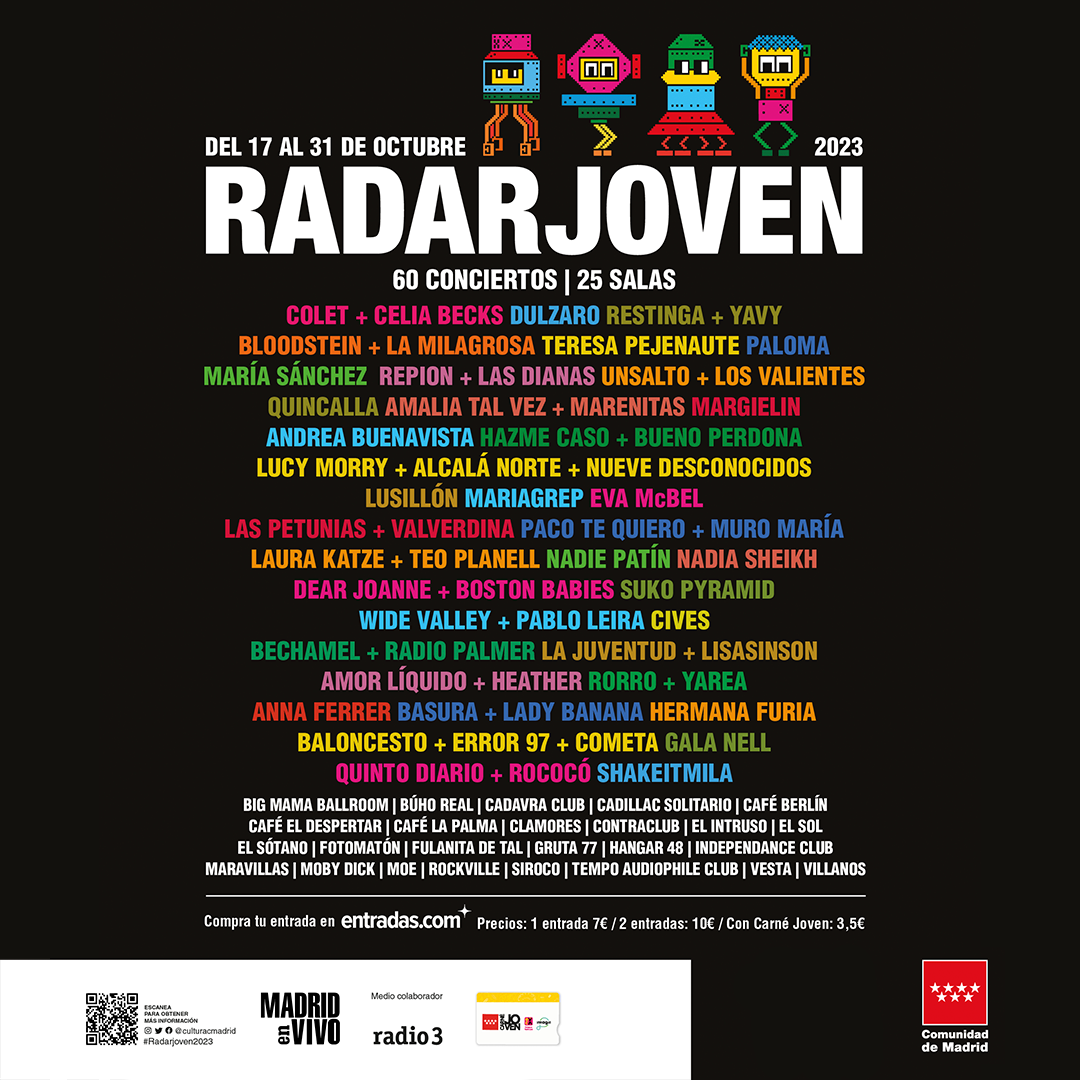 DEL 17 AL 31 DE OCTUBRE 2023
RADARJOVEN
60 CONCIERTOS | 25 SALAS
COLET + CELIA BECKS DULZARO RESTINGA + YAVY
BLOODSTEIN + LA MILAGROSA TERESA PEJENAUTE PALOMA
MARÍA SÁNCHEZ REPION + LAS DIANAS UNSALTO + LOS VALIENTES
QUINCALLA AMALIA TAL VEZ + MARENITAS MARGIELIN
ANDREA BUENAVISTA HAZME CASO + BUENO PERDONA
LUCY MORRY + ALCALÁ NORTE + NUEVE DESCONOCIDOS
LUSILLÓN MARIAGREP EVA McBEL
LAS PETUNIAS + VALVERDINA PACO TE QUIERO + MURO MARÍA
LAURA KATZE + TEO PLANELL NADIE PATÍN NADIA SHEIKH
DEAR JOANNE + BOSTON BABIES SUKO PYRAMID
WIDE VALLEY + PABLO LEIRA CIVES
BECHAMEL + RADIO PALMER LA JUVENTUD + LISASINSON
AMOR LÍQUIDO + HEATHER RORRO + YAREA
ANNA FERRER BASURA + LADY BANANA HERMANA FURIA
BALONCESTO + ERROR 97 + COMETA GALA NELL
QUINTO DIARIO + ROCOCÓ SHAKEITMILA
BIG MAMA BALLROOM | BÚHO REAL | CADAVRA CLUB | CADILLAC SOLITARIO | CAFÉ BERLÍN
CAFÉ EL DESPERTAR | CAFÉ LA PALMA | CLAMORES | CONTRACLUB | EL INTRUSO | EL SOL
EL SÓTANO | FOTOMATÓN | FULANITA DE TAL | GRUTA 77 | HANGAR 48 | INDEPENDANCE CLUB
MARAVILLAS | MOBY DICK | MOE | ROCKVILLE | SIROCO | TEMPO AUDIOPHILE CLUB | VESTA | VILLANOS
Compra tu entrada en entradas.com Precios: 1 entrada 7€ / 2 entradas: 10€ / Con Carné Joven: 3,5€
ESCANEA
PARA OBTENER
MÁS INFORMACIÓN
@culturacmadrid
#Radarjoven2023
MADRID
en VIVO
Medio colaborador
radio 3
CARNÉ JOVEN
Comunidad
de Madrid